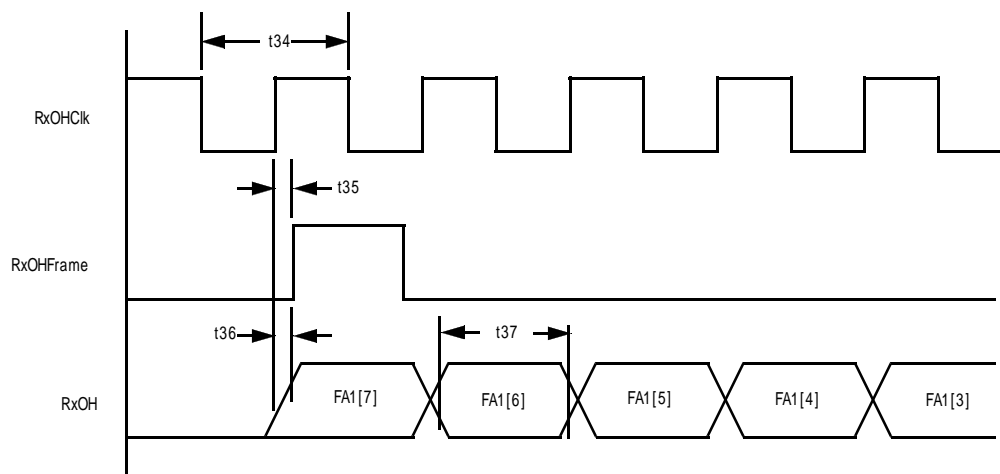 t34
RxOHClk
t35
RxOHFrame
t36
t37
RxOH
FA1[7]
FA1[6]
FA1[5]
FA1[4]
FA1[3]